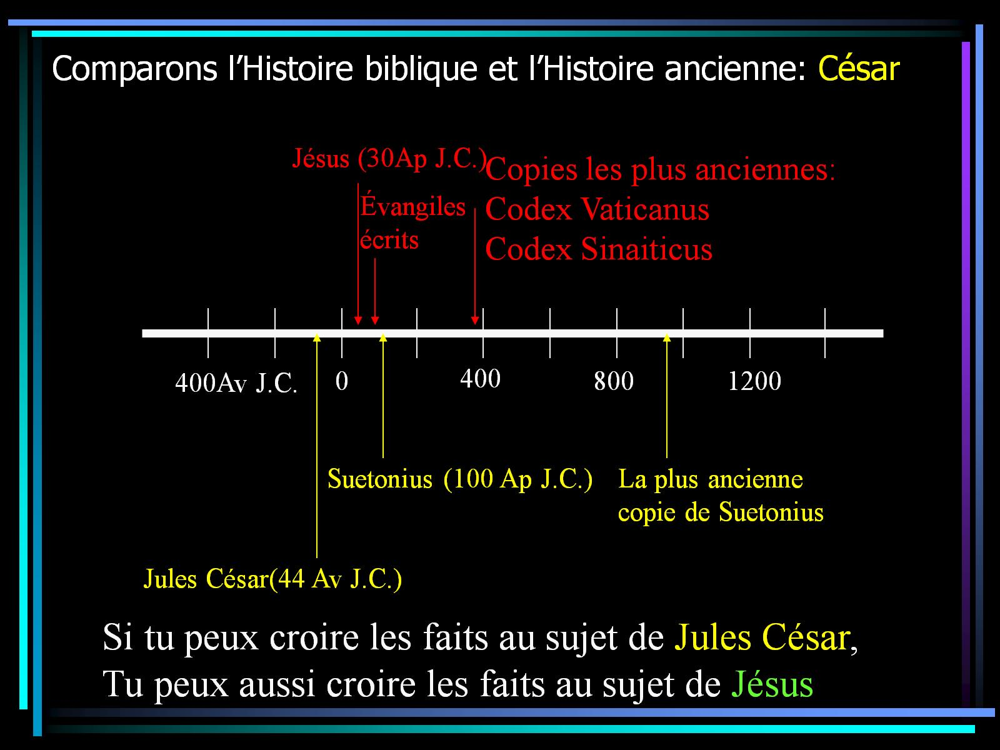 Comparons l’Histoire biblique et l’Histoire ancienne: César
Jésus (30Ap J.C.)
Copies les plus anciennes:
Codex Vaticanus
Codex Sinaiticus
Évangiles
écrits
400Av J.C.
0
400
800
1200
Suetonius (100 Ap J.C.)
La plus ancienne
copie de Suetonius
Jules César(44 Av J.C.)
Si tu peux croire les faits au sujet de Jules César,
Tu peux aussi croire les faits au sujet de Jésus